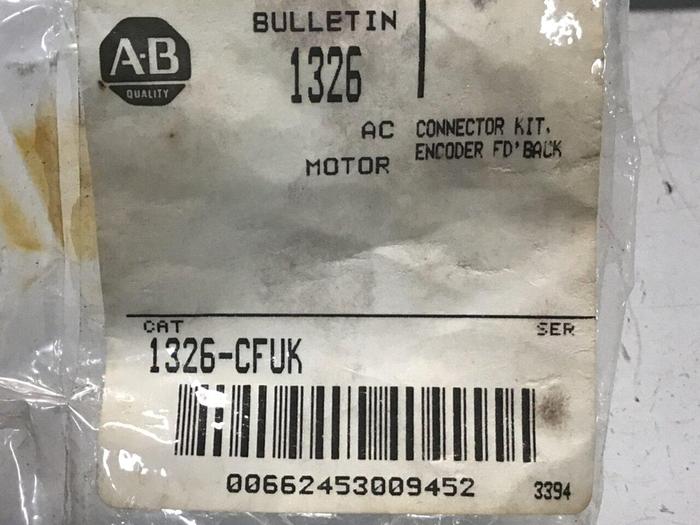 A·B
QUALITY
BULLETIN
1326
AC
MOTOR
CONNECTOR KIT,
ENCODER FD'BACK
CAT
SER
1326-CFUK
00662453009452
3394